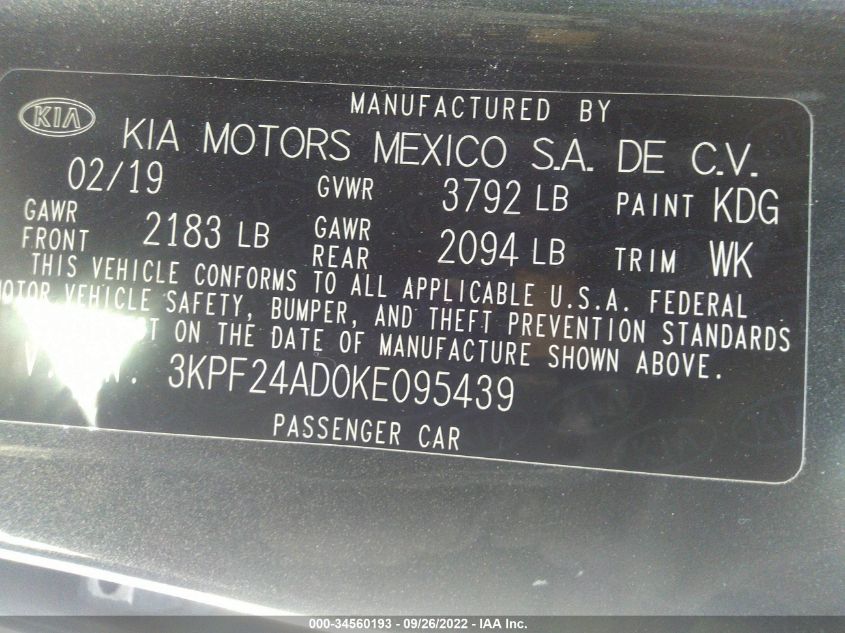 MANUFACTURED BY
KIA
KIA MOTORS MEXICO S.A. DE C.V.
02/19 GVWR 3792 LB PAINT KDG
GAWR FRONT 2183 LB GAWR REAR 2094 LB TRIM WK
THIS VEHICLE CONFORMS TO ALL APPLICABLE U.S.A. FEDERAL
MOTOR VEHICLE SAFETY, BUMPER, AND THEFT PREVENTION STANDARDS
ON THE DATE OF MANUFACTURE SHOWN ABOVE.
3KPF24AD0KE095439
PASSENGER CAR
000-34560193 - 09/26/2022 - IAA Inc.